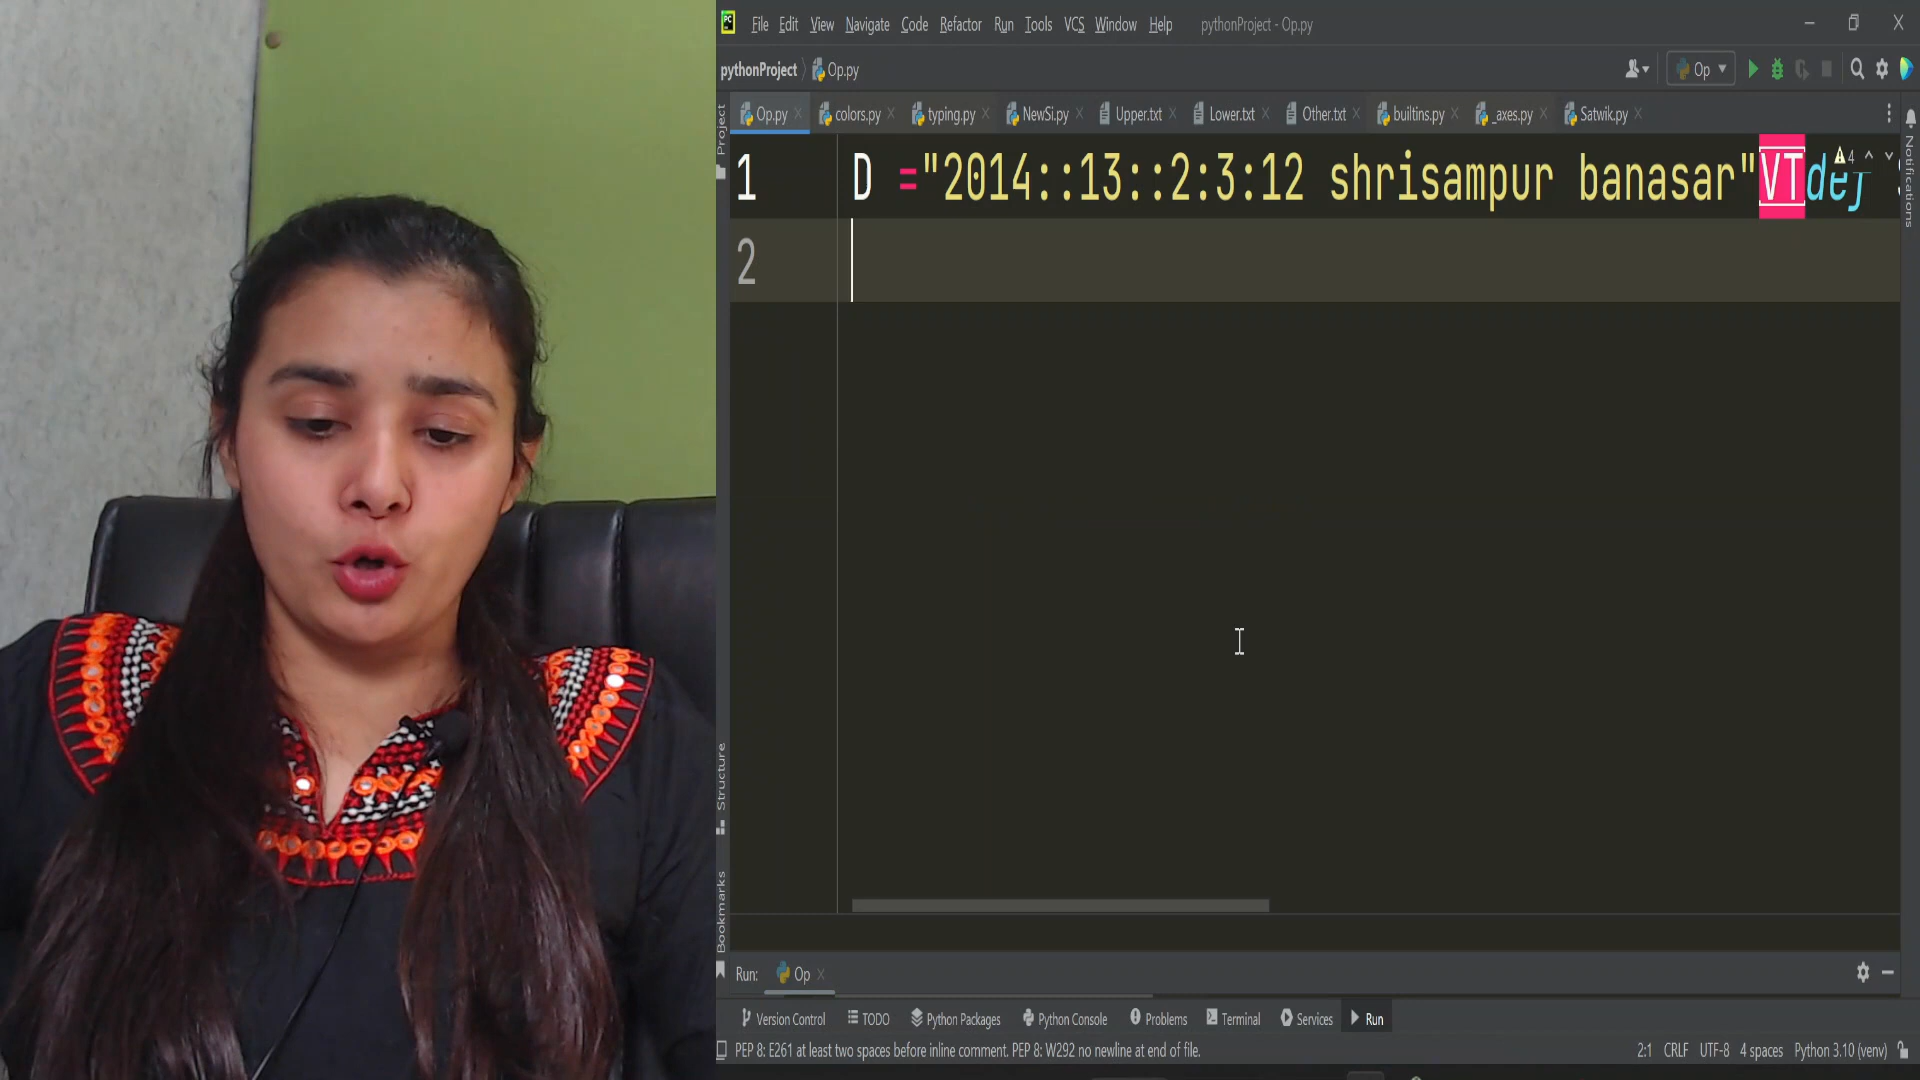 File Edit View Navigate Code Refactor Run Tools VCS Window Help pythonProject - Op.py
pythonProject Op.py
Op
Op.py colors.py typing.py NewSi.py Upper.txt Lower.txt Other.txt builtins.py _axes.py Satwik.py
Project
Notifications
1 D ="2014::13::2:3:12 shrisampur banasar"VTdef
4
2
Structure
Bookmarks
Run: Op
Version Control TODO Python Packages Python Console Problems Terminal Services Run
PEP 8: E261 at least two spaces before inline comment. PEP 8: W292 no newline at end of file.
2:1 CRLF UTF-8 4 spaces Python 3.10 (venv)